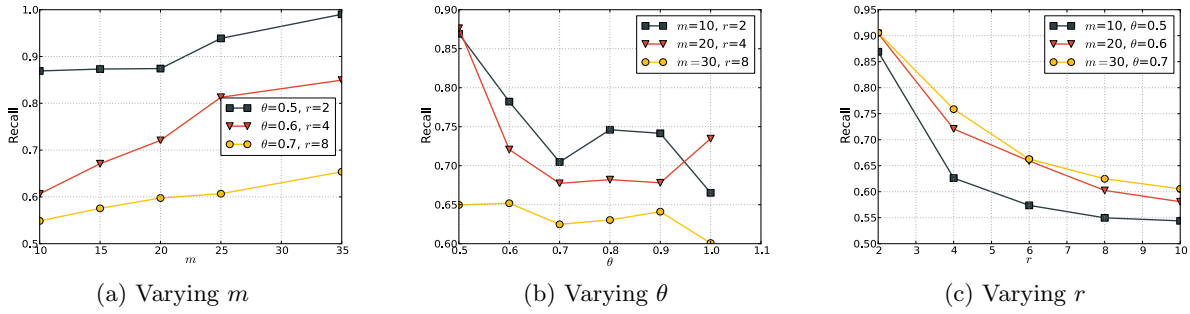 1.0
0.9
0.8
0.7
0.6
0.5
Recall
10 15 20 25 30 35
m
θ=0.5, r=2
θ=0.6, r=4
θ=0.7, r=8
(a) Varying m
0.90
0.85
0.80
0.75
0.70
0.65
0.60
Recall
0.5 0.6 0.7 0.8 0.9 1.0 1.1
θ
m=10, r=2
m=20, r=4
m=30, r=8
(b) Varying θ
0.95
0.90
0.85
0.80
0.75
0.70
0.65
0.60
0.55
0.50
Recall
2 3 4 5 6 7 8 9 10
r
m=10, θ=0.5
m=20, θ=0.6
m=30, θ=0.7
(c) Varying r